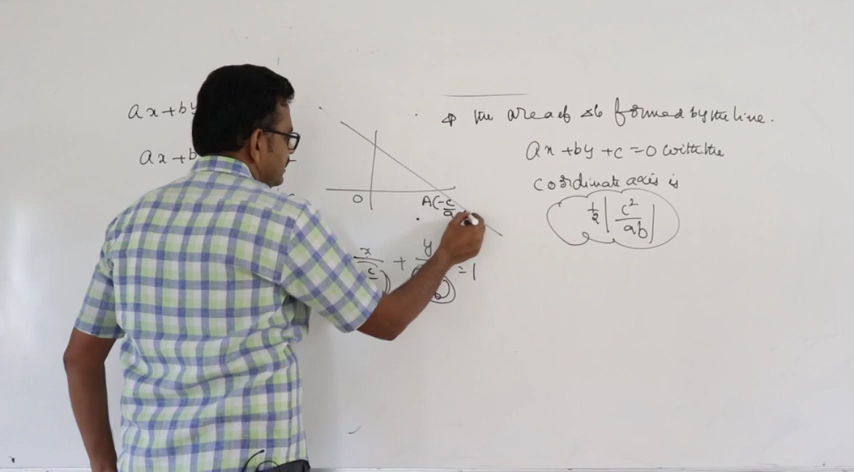 ax+by
ax+b
O
A(-c/a
x/c + y/ =1
the area of Δle formed by the line.
ax+by+c=0 with the
coordinate axis is
1/2 |c²/ab|